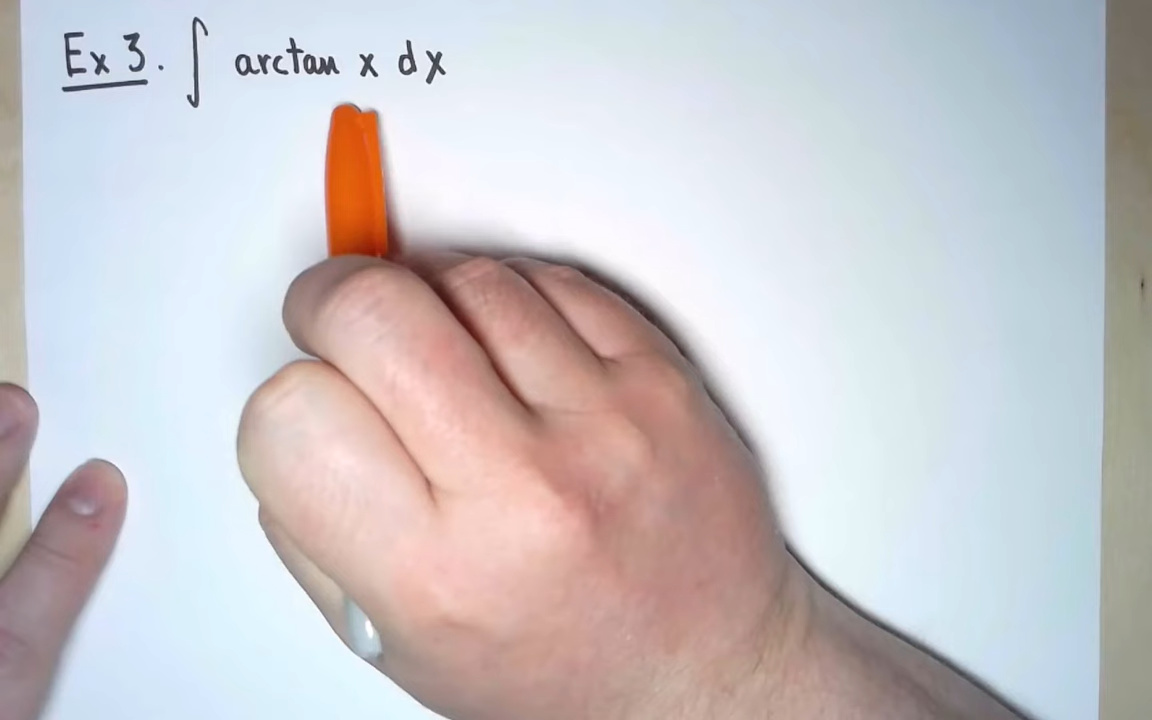 Ex 3. ∫ arctan x dx